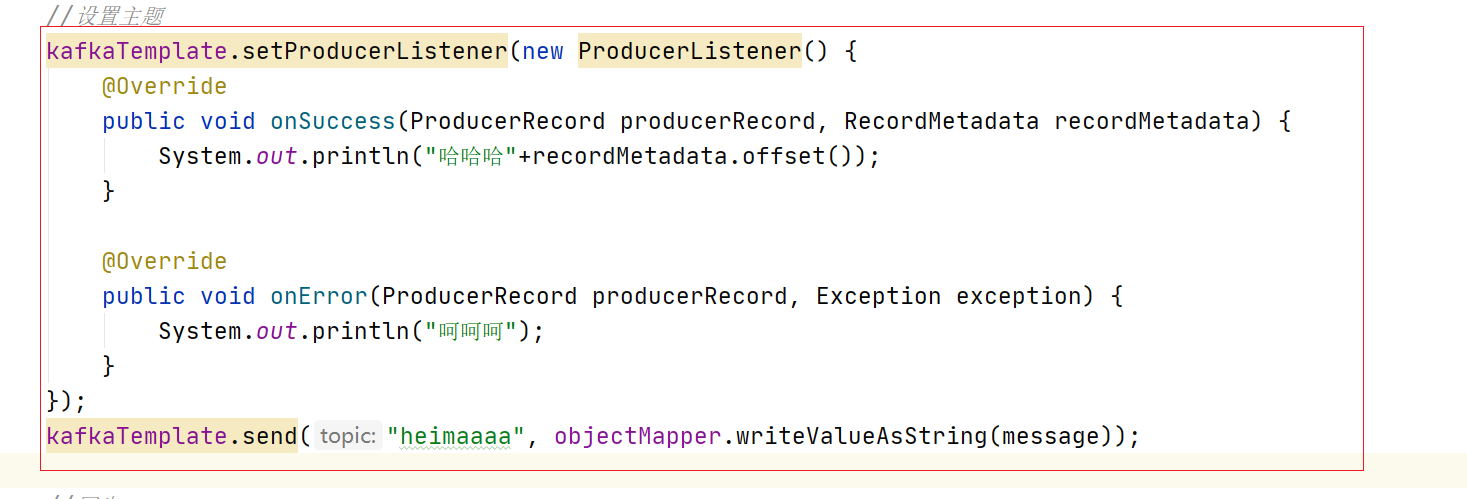 //设置主题
kafkaTemplate.setProducerListener(new ProducerListener() {
@Override
public void onSuccess(ProducerRecord producerRecord, RecordMetadata recordMetadata) {
System.out.println("哈哈哈"+recordMetadata.offset());
}
@Override
public void onError(ProducerRecord producerRecord, Exception exception) {
System.out.println("呵呵呵");
}
});
kafkaTemplate.send( topic: "heimaaaa", objectMapper.writeValueAsString(message));